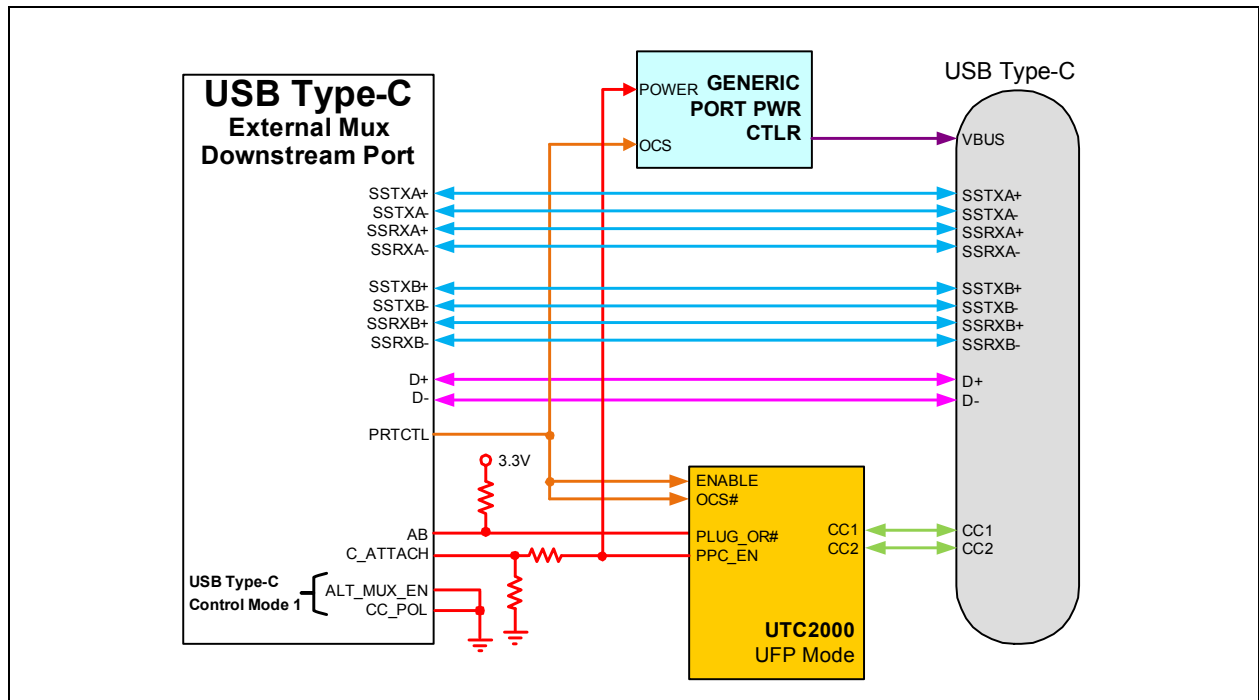 USB Type-C
External Mux
Downstream Port
SSTXA+
SSTXA-
SSRXA+
SSRXA-
SSTXB+
SSTXB-
SSRXB+
SSRXB-
D+
D-
PRTCTL
AB
C_ATTACH
ALT_MUX_EN
CC_POL
USB Type-C
Control Mode 1
3.3V
POWER
GENERIC
PORT PWR
CTLR
OCS
ENABLE
OCS#
PLUG_OR#
PPC_EN
CC1
CC2
UTC2000
UFP Mode
USB Type-C
VBUS
SSTXA+
SSTXA-
SSRXA+
SSRXA-
SSTXB+
SSTXB-
SSRXB+
SSRXB-
D+
D-
CC1
CC2